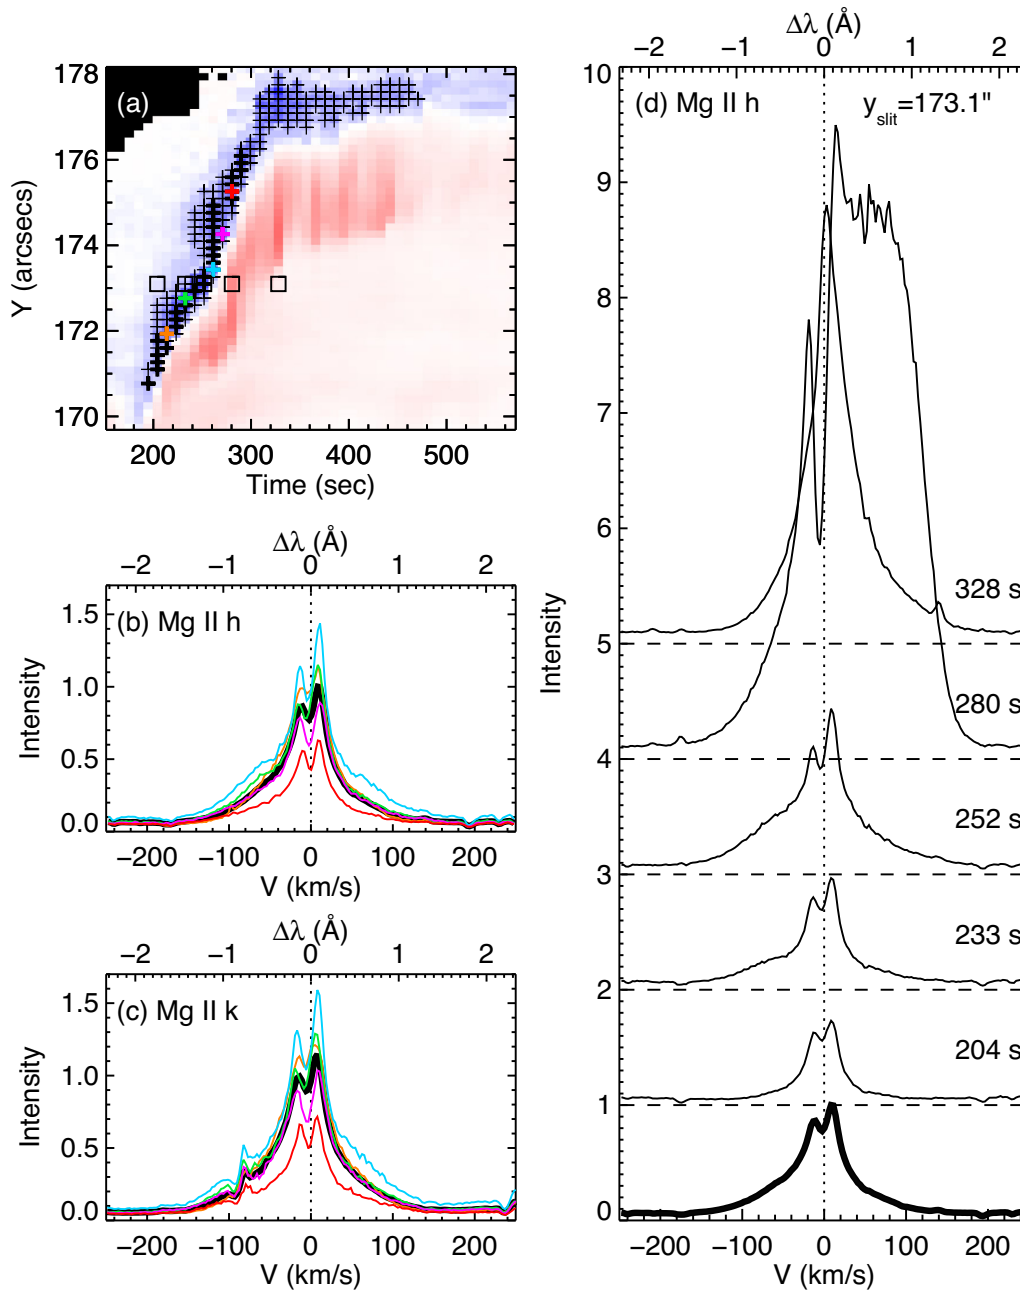 (a)
178
176
174
172
170
Y (arcsecs)
200 300 400 500
Time (sec)
Δλ (Å)
−2 −1 0 1 2
(b) Mg II h
1.5
1.0
0.5
0.0
Intensity
−200 −100 0 100 200
V (km/s)
Δλ (Å)
−2 −1 0 1 2
(c) Mg II k
1.5
1.0
0.5
0.0
Intensity
−200 −100 0 100 200
V (km/s)
Δλ (Å)
−2 −1 0 1 2
(d) Mg II h y_slit=173.1"
10
9
8
7
6
5
4
3
2
1
0
Intensity
328 s
280 s
252 s
233 s
204 s
−200 −100 0 100 200
V (km/s)